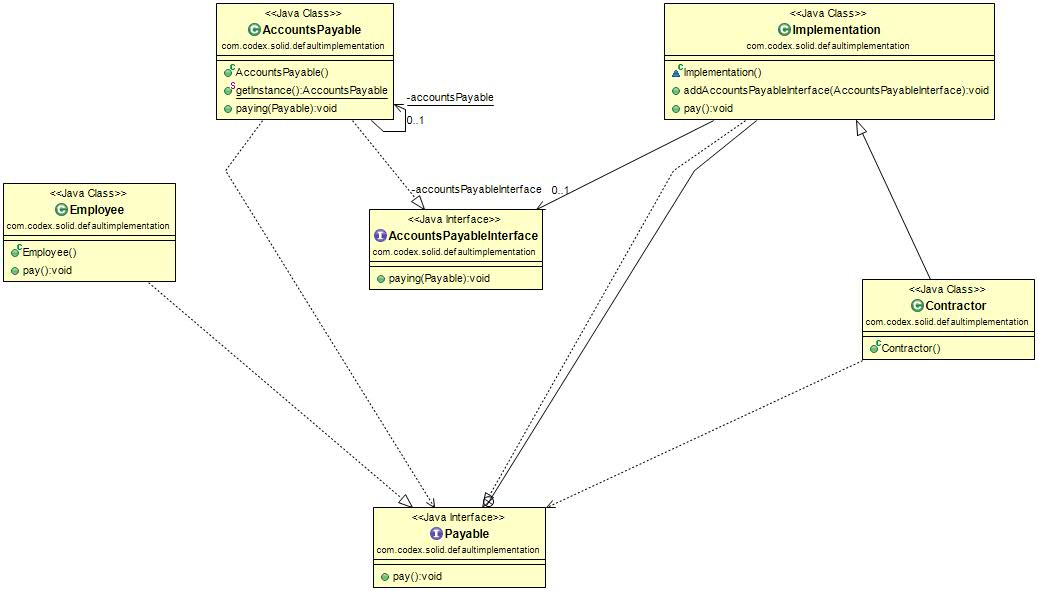 <<Java Class>>
AccountsPayable
com.codex.solid.defaultimplementation
AccountsPayable()
getInstance():AccountsPayable
paying(Payable):void
-accountsPayable
0..1
<<Java Class>>
Implementation
com.codex.solid.defaultimplementation
Implementation()
addAccountsPayableInterface(AccountsPayableInterface):void
pay():void
<<Java Class>>
Employee
com.codex.solid.defaultimplementation
Employee()
pay():void
-accountsPayableInterface
0..1
<<Java Interface>>
AccountsPayableInterface
com.codex.solid.defaultimplementation
paying(Payable):void
<<Java Class>>
Contractor
com.codex.solid.defaultimplementation
Contractor()
<<Java Interface>>
Payable
com.codex.solid.defaultimplementation
pay():void